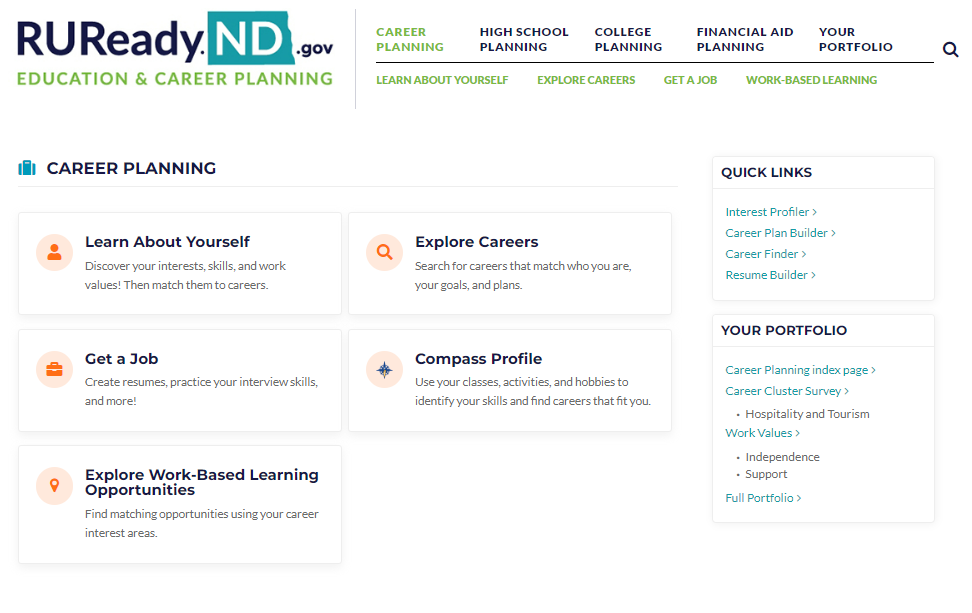 RUReady.ND.gov
EDUCATION & CAREER PLANNING
CAREER
PLANNING
HIGH SCHOOL
PLANNING
COLLEGE
PLANNING
FINANCIAL AID
PLANNING
YOUR
PORTFOLIO
LEARN ABOUT YOURSELF
EXPLORE CAREERS
GET A JOB
WORK-BASED LEARNING
CAREER PLANNING
Learn About Yourself
Discover your interests, skills, and work
values! Then match them to careers.
Explore Careers
Search for careers that match who you are,
your goals, and plans.
Get a Job
Create resumes, practice your interview skills,
and more!
Compass Profile
Use your classes, activities, and hobbies to
identify your skills and find careers that fit you.
Explore Work-Based Learning
Opportunities
Find matching opportunities using your career
interest areas.
QUICK LINKS
Interest Profiler >
Career Plan Builder >
Career Finder >
Resume Builder >
YOUR PORTFOLIO
Career Planning index page >
Career Cluster Survey >
• Hospitality and Tourism
Work Values >
• Independence
• Support
Full Portfolio >